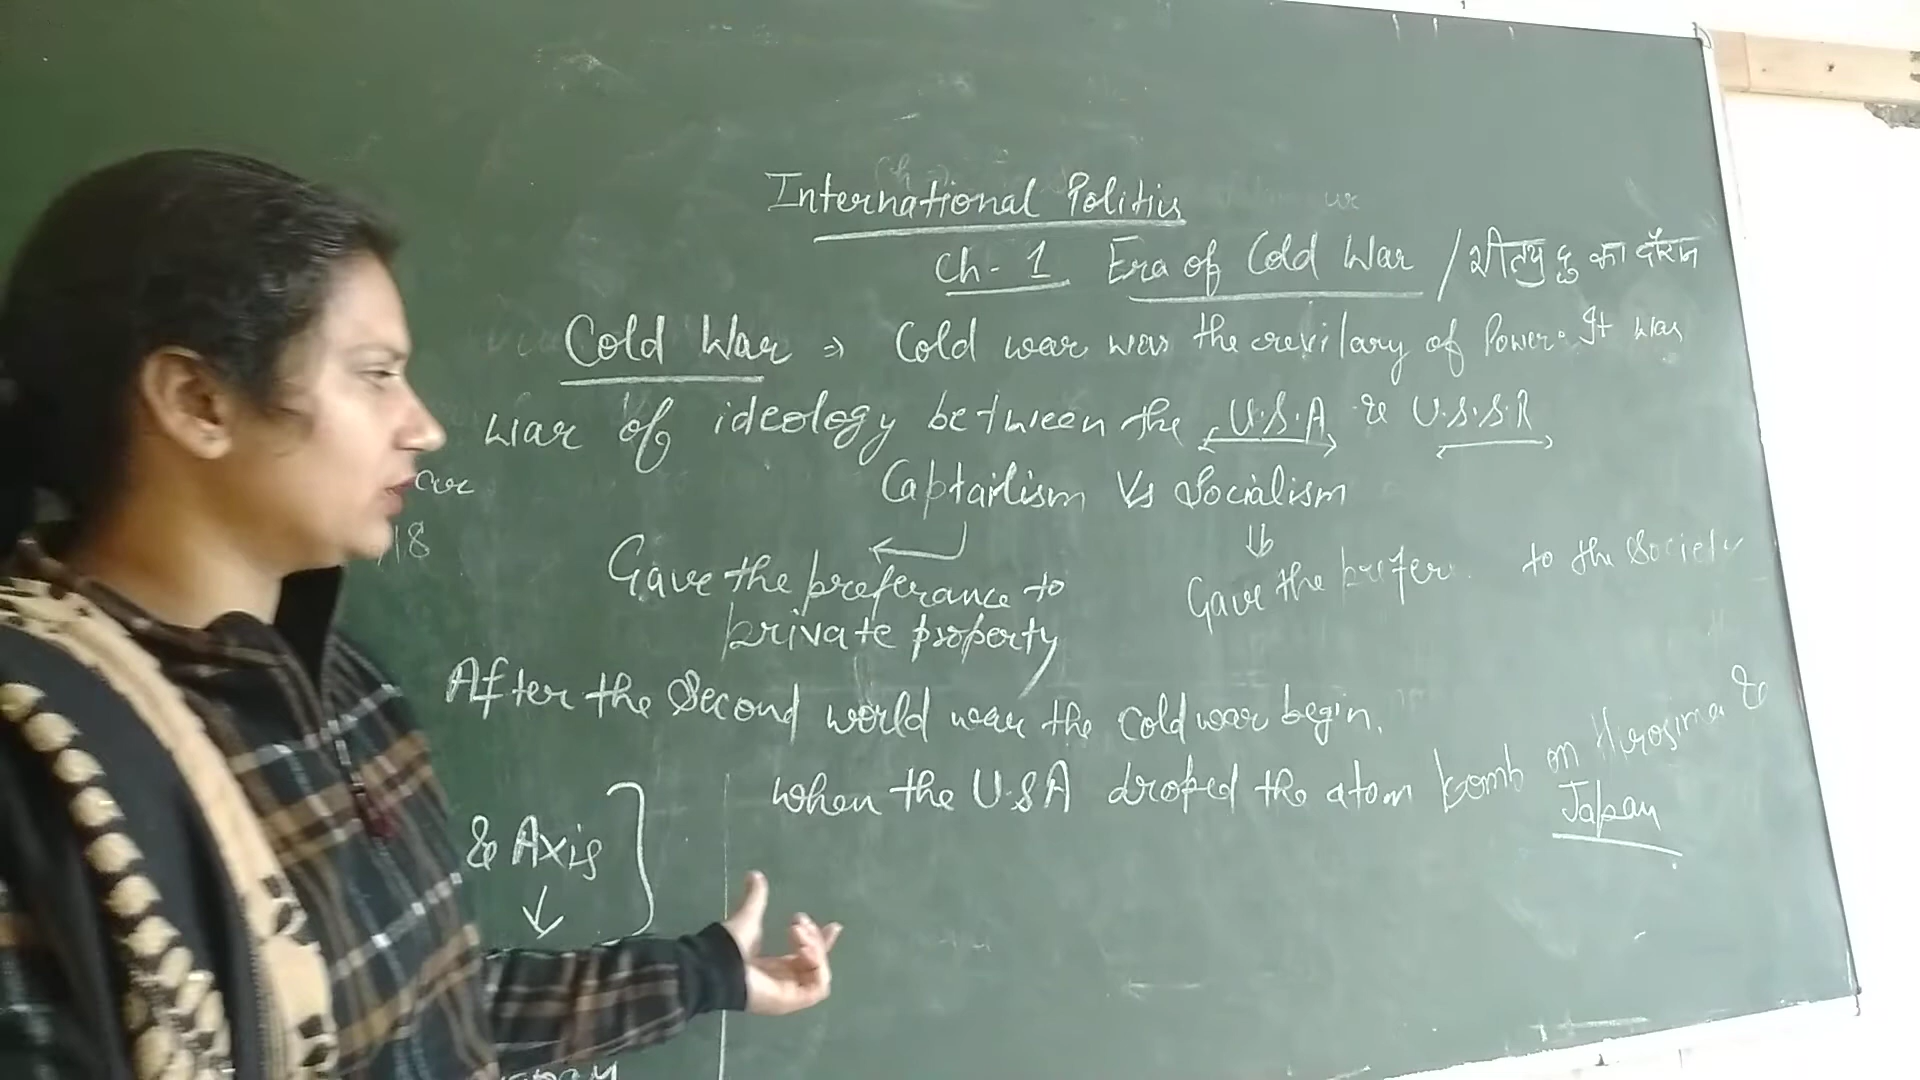 International Politics
Ch-1 Era of Cold War / शीतयुद्ध का दौर
Cold War ⇒ Cold war was the revilary of Power. It was
war of ideology between the U.S.A & U.S.S.R
Captailism Vs Socialism
Gave the preferance to
private property
Gave the prefer to the Society
After the Second world war the cold war begin.
when the U.S.A droped the atom bomb on Hirosima &
Japan
& Axis